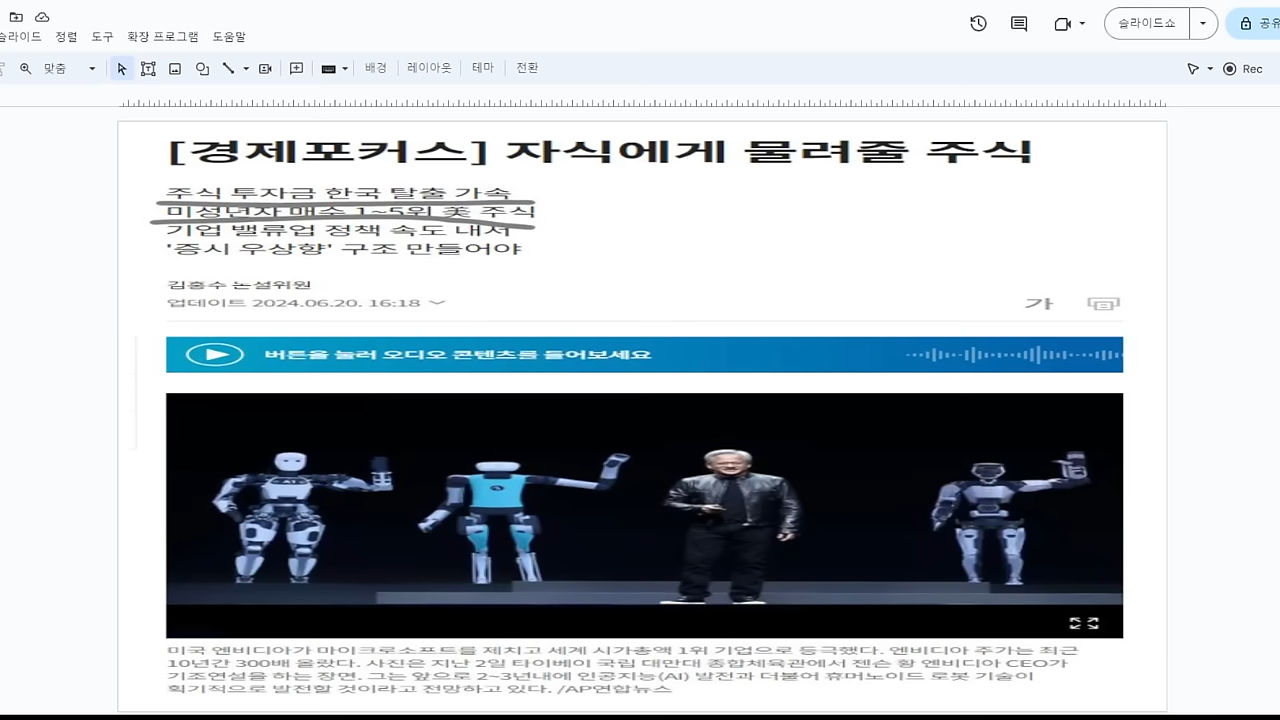 슬라이드 정렬 도구 확장 프로그램 도움말
슬라이드쇼
공유
맞춤
배경 레이아웃 테마 전환
Rec
[경제포커스] 자식에게 물려줄 주식
주식 투자금 한국 탈출 가속
미성년자 매수 1~5위 美 주식
기업 밸류업 정책 속도 내서
'증시 우상향' 구조 만들어야
김홍수 논설위원
업데이트 2024.06.20. 16:18
가
버튼을 눌러 오디오 콘텐츠를 들어보세요
미국 엔비디아가 마이크로소프트를 제치고 세계 시가총액 1위 기업으로 등극했다. 엔비디아 주가는 최근
10년간 300배 올랐다. 사진은 지난 2일 타이베이 국립 대만대 종합체육관에서 젠슨 황 엔비디아 CEO가
기조연설을 하는 장면. 그는 앞으로 2~3년내에 인공지능(AI) 발전과 더불어 휴머노이드 로봇 기술이
획기적으로 발전할 것이라고 전망하고 있다. /AP연합뉴스